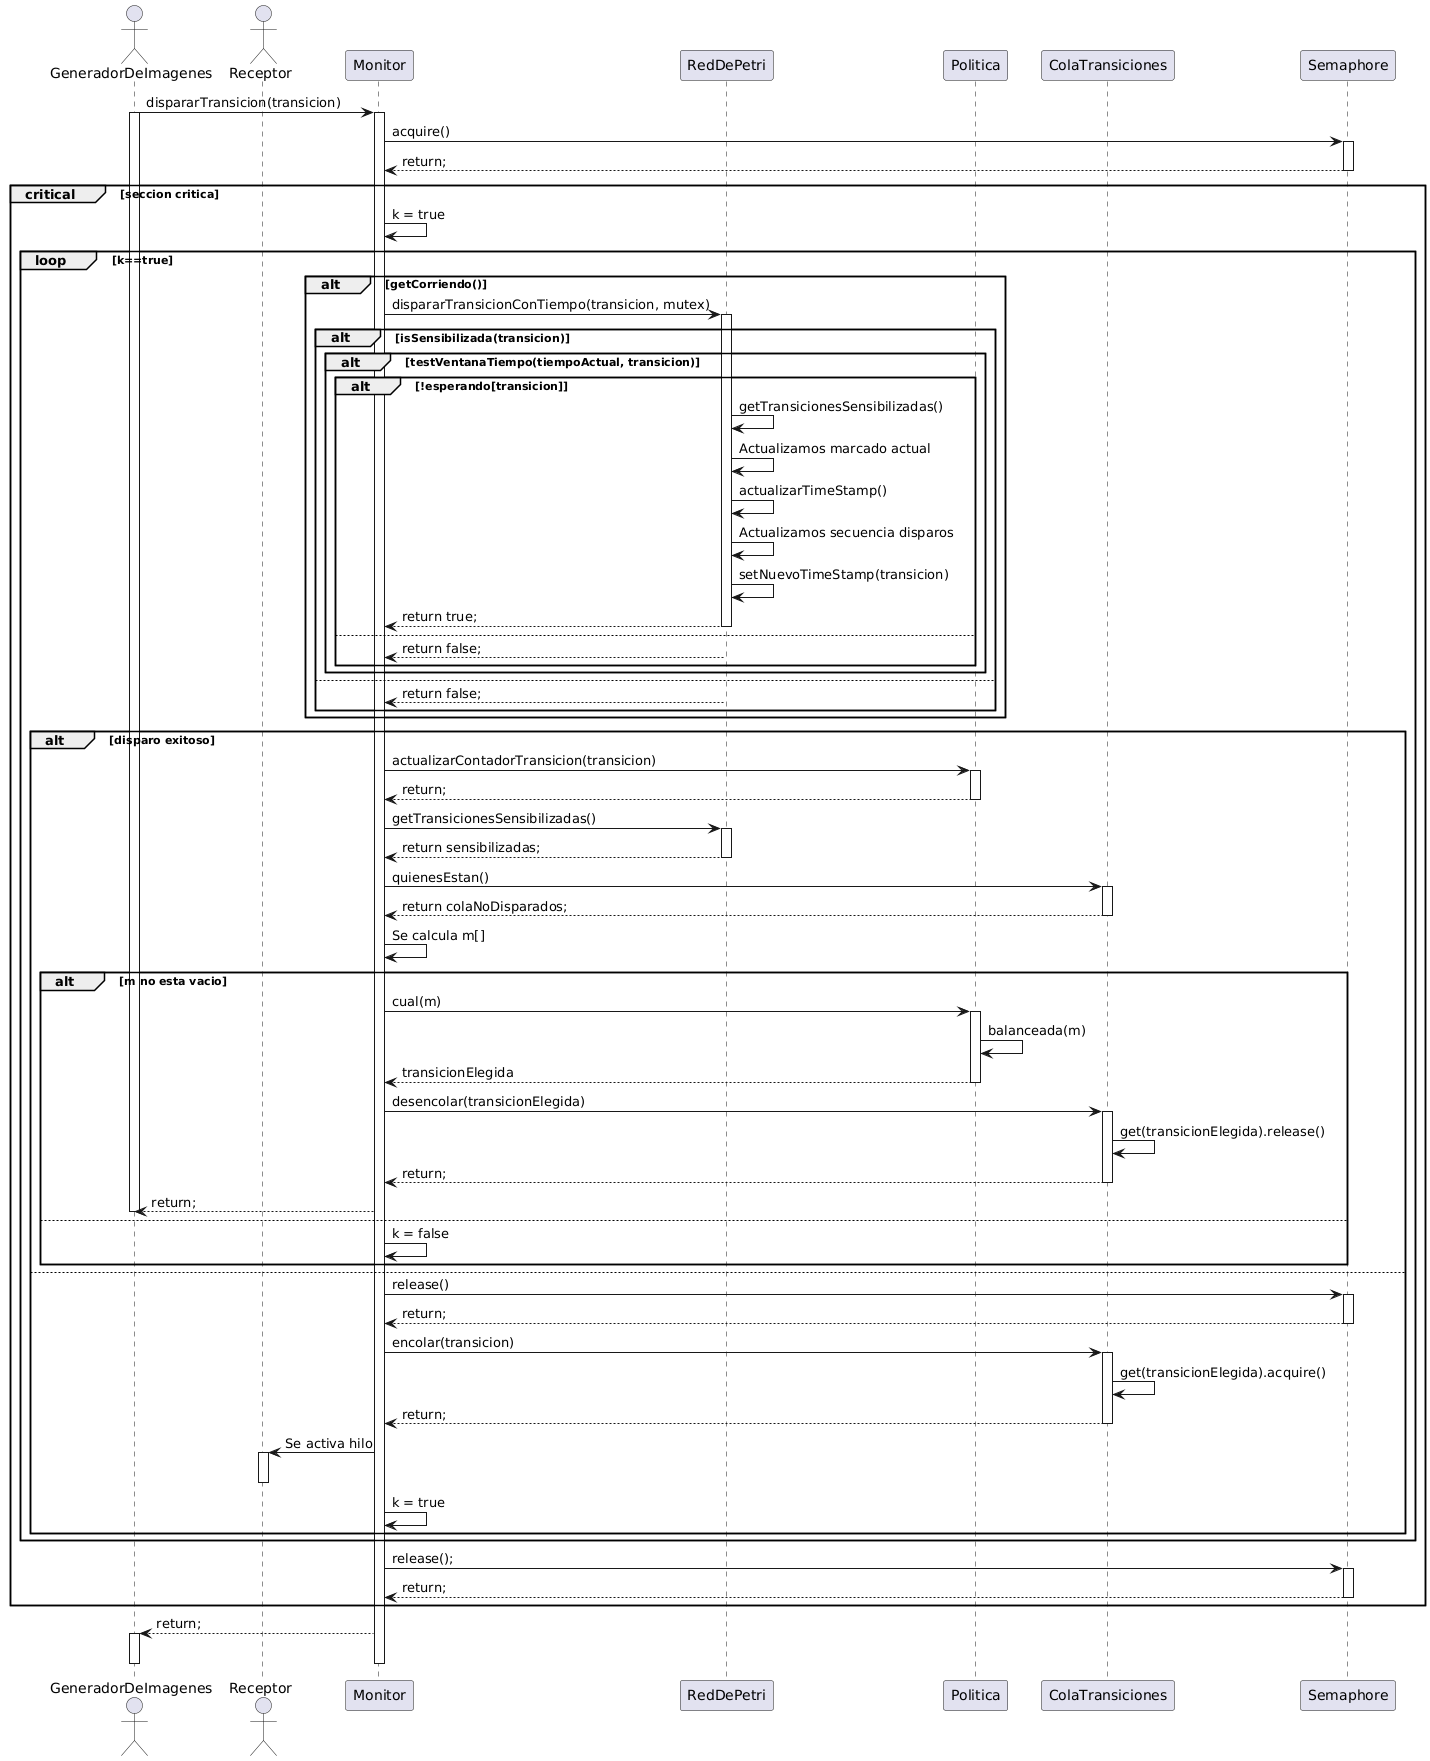 GeneradorDeImagenes
Receptor
Monitor
RedDePetri
Politica
ColaTransiciones
Semaphore
dispararTransicion(transicion)
acquire()
return;
critical [seccion critica]
k = true
loop [k==true]
alt [getCorriendo()]
dispararTransicionConTiempo(transicion, mutex)
alt [isSensibilizada(transicion)]
alt [testVentanaTiempo(tiempoActual, transicion)]
alt [!esperando[transicion]]
getTransicionesSensibilizadas()
Actualizamos marcado actual
actualizarTimeStamp()
Actualizamos secuencia disparos
setNuevoTimeStamp(transicion)
return true;
return false;
return false;
alt [disparo exitoso]
actualizarContadorTransicion(transicion)
return;
getTransicionesSensibilizadas()
return sensibilizadas;
quienesEstan()
return colaNoDisparados;
Se calcula m[]
alt [m no esta vacio]
cual(m)
balanceada(m)
transicionElegida
desencolar(transicionElegida)
get(transicionElegida).release()
return;
return;
k = false
release()
return;
encolar(transicion)
get(transicionElegida).acquire()
return;
Se activa hilo
k = true
release();
return;
return;
GeneradorDeImagenes
Receptor
Monitor
RedDePetri
Politica
ColaTransiciones
Semaphore